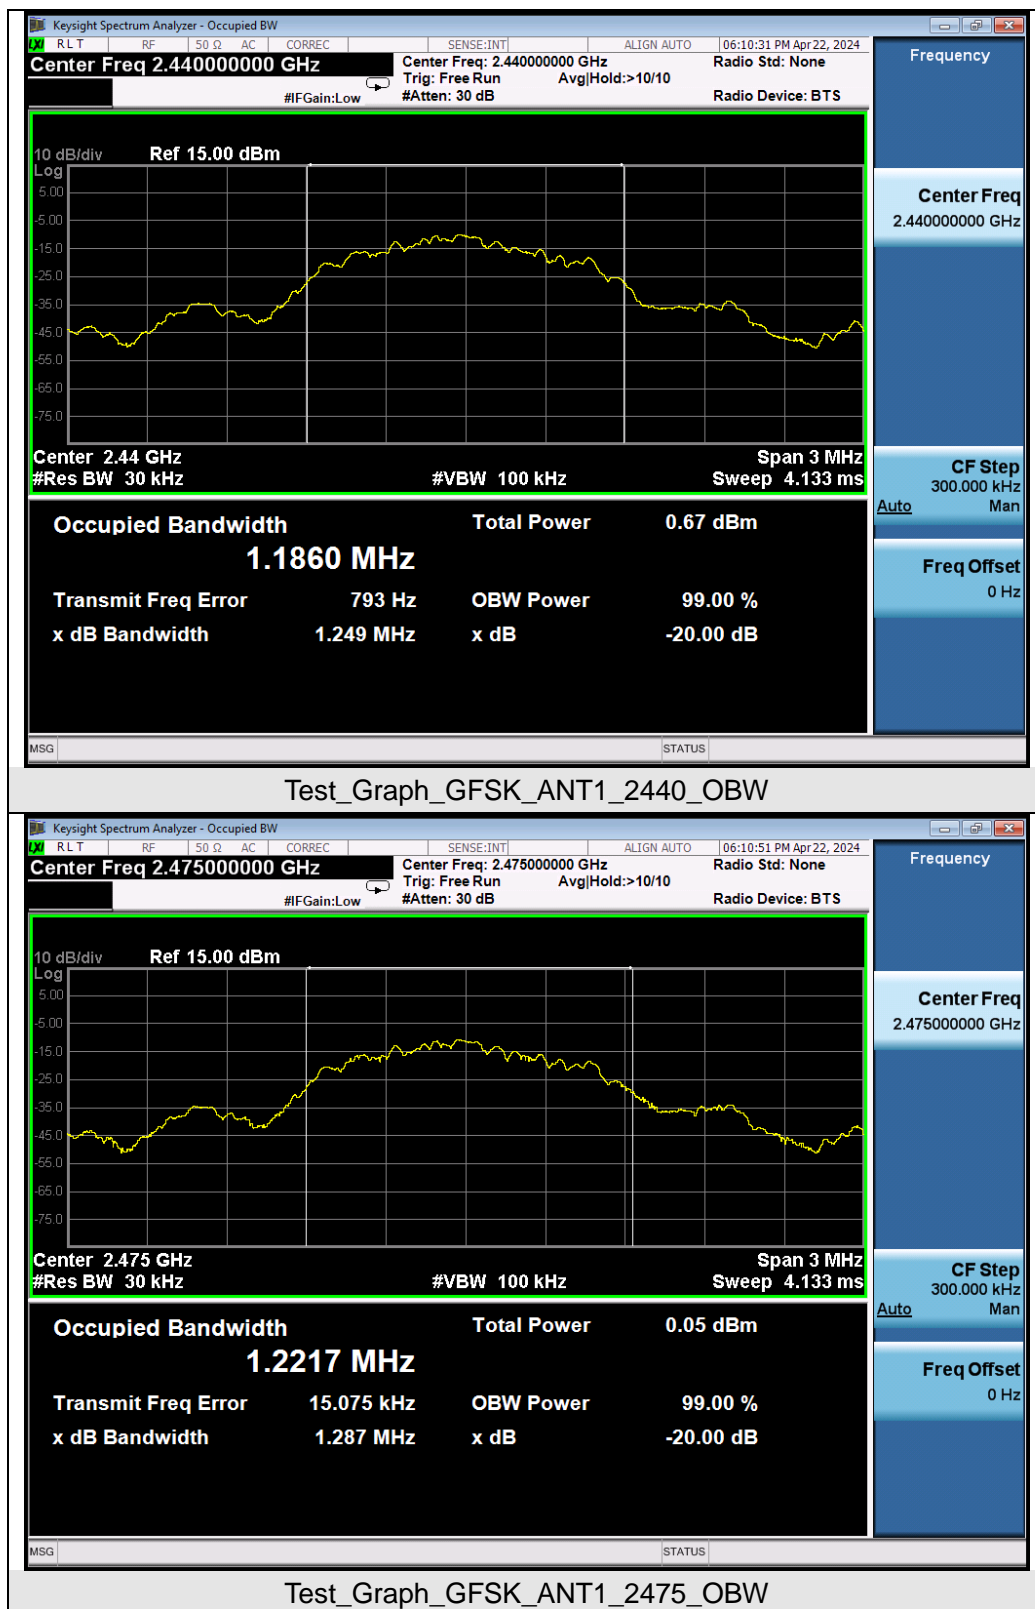 Keysight Spectrum Analyzer - Occupied BW
LXI RLT RF 50 Ω AC CORREC SENSE:INT ALIGN AUTO 06:10:31 PM Apr 22, 2024
Center Freq 2.440000000 GHz Center Freq: 2.440000000 GHz Radio Std: None
Trig: Free Run Avg|Hold:>10/10
#IFGain:Low #Atten: 30 dB Radio Device: BTS
10 dB/div Ref 15.00 dBm
Log
5.00
-5.00
-15.0
-25.0
-35.0
-45.0
-55.0
-65.0
-75.0
Center 2.44 GHz Span 3 MHz
#Res BW 30 kHz #VBW 100 kHz Sweep 4.133 ms
Occupied Bandwidth Total Power 0.67 dBm
1.1860 MHz
Transmit Freq Error 793 Hz OBW Power 99.00 %
x dB Bandwidth 1.249 MHz x dB -20.00 dB
MSG STATUS
Frequency
Center Freq
2.440000000 GHz
CF Step
300.000 kHz
Auto Man
Freq Offset
0 Hz
Test_Graph_GFSK_ANT1_2440_OBW
Keysight Spectrum Analyzer - Occupied BW
LXI RLT RF 50 Ω AC CORREC SENSE:INT ALIGN AUTO 06:10:51 PM Apr 22, 2024
Center Freq 2.475000000 GHz Center Freq: 2.475000000 GHz Radio Std: None
Trig: Free Run Avg|Hold:>10/10
#IFGain:Low #Atten: 30 dB Radio Device: BTS
10 dB/div Ref 15.00 dBm
Log
5.00
-5.00
-15.0
-25.0
-35.0
-45.0
-55.0
-65.0
-75.0
Center 2.475 GHz Span 3 MHz
#Res BW 30 kHz #VBW 100 kHz Sweep 4.133 ms
Occupied Bandwidth Total Power 0.05 dBm
1.2217 MHz
Transmit Freq Error 15.075 kHz OBW Power 99.00 %
x dB Bandwidth 1.287 MHz x dB -20.00 dB
MSG STATUS
Frequency
Center Freq
2.475000000 GHz
CF Step
300.000 kHz
Auto Man
Freq Offset
0 Hz
Test_Graph_GFSK_ANT1_2475_OBW